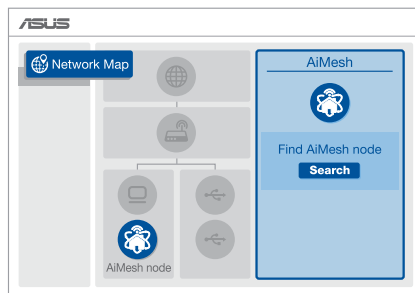 ASUS
Network Map
AiMesh
Find AiMesh node
Search
AiMesh node